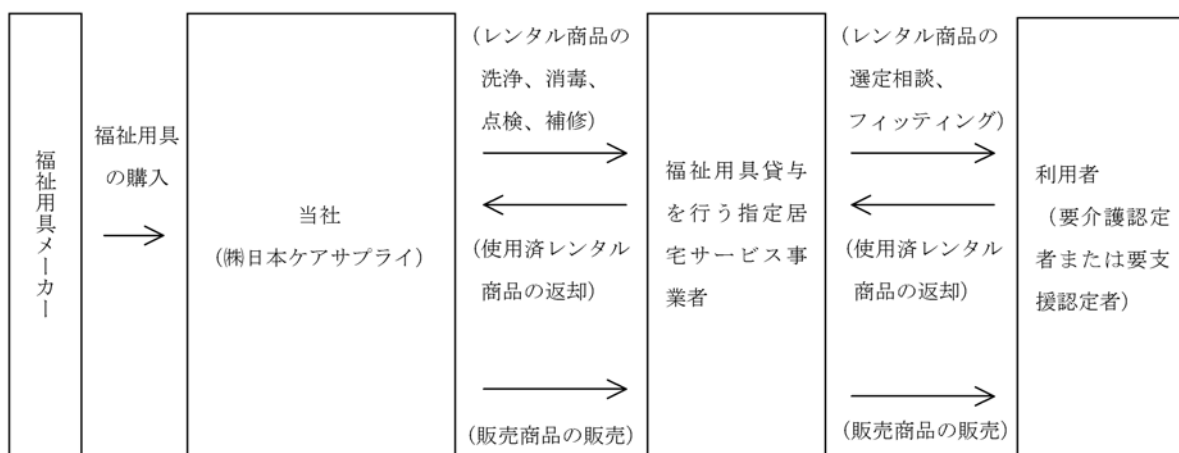 福祉用具メーカー
福祉用具
の購入
当社
(㈱日本ケアサプライ)
(レンタル商品の
洗浄、消毒、
点検、補修)
(使用済レンタル
商品の返却)
(販売商品の販売)
福祉用具貸与
を行う指定居
宅サービス事
業者
(レンタル商品の
選定相談、
フィッティング)
(使用済レンタル
商品の返却)
(販売商品の販売)
利用者
(要介護認定
者または要支
援認定者)